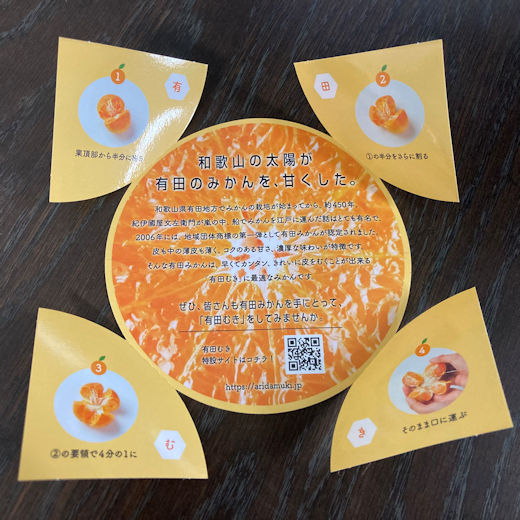 1
有
果頂部から半分に
2
田
①の半分をさらに割る
和歌山の太陽が
有田のみかんを、甘くした。
和歌山県有田地方でみかんの栽培が始まってから、約450年。
紀伊國屋文左衛門が嵐の中、船でみかんを江戸に運んだ話はとても有名で、
2006年には、地域団体商標の第一弾として有田みかんが認定されました。
皮も中の薄皮も薄く、コクのある甘さ、濃厚な味わいが特徴です。
そんな有田みかんは、早くてカンタン、きれいに皮をむくことが出来る
「有田むき」に最適なみかんです。
ぜひ、皆さんも有田みかんを手にとって、
「有田むき」をしてみませんか。
有田むき
特設サイトはコチラ!
https://aridamuki.jp
3
②の要領で4分の1に
む
4
そのまま口に運ぶ
き